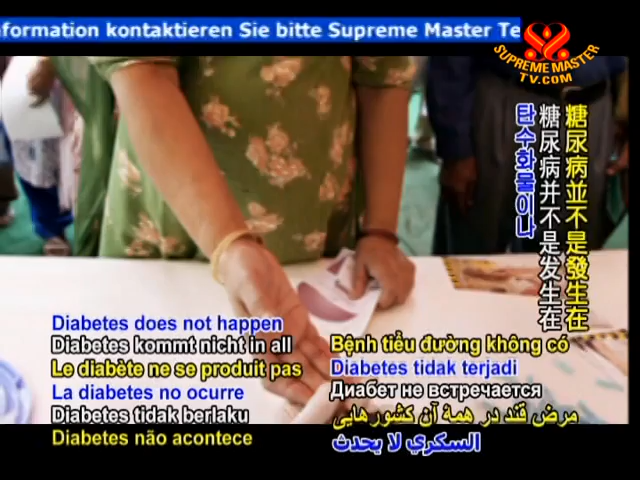 nformation kontaktieren Sie bitte Supreme Master Te
SUPREME MASTER
TV.COM
糖尿病並不是發生在
糖尿病并不是发生在
탄수화물이나
Diabetes does not happen
Diabetes kommt nicht in all
Le diabète ne se produit pas
La diabetes no ocurre
Diabetes tidak berlaku
Diabetes não acontece
Bệnh tiểu đường không có
Diabetes tidak terjadi
Диабет не встречается
مرض قند در همهٔ آن کشورهایی
السكري لا يحدث